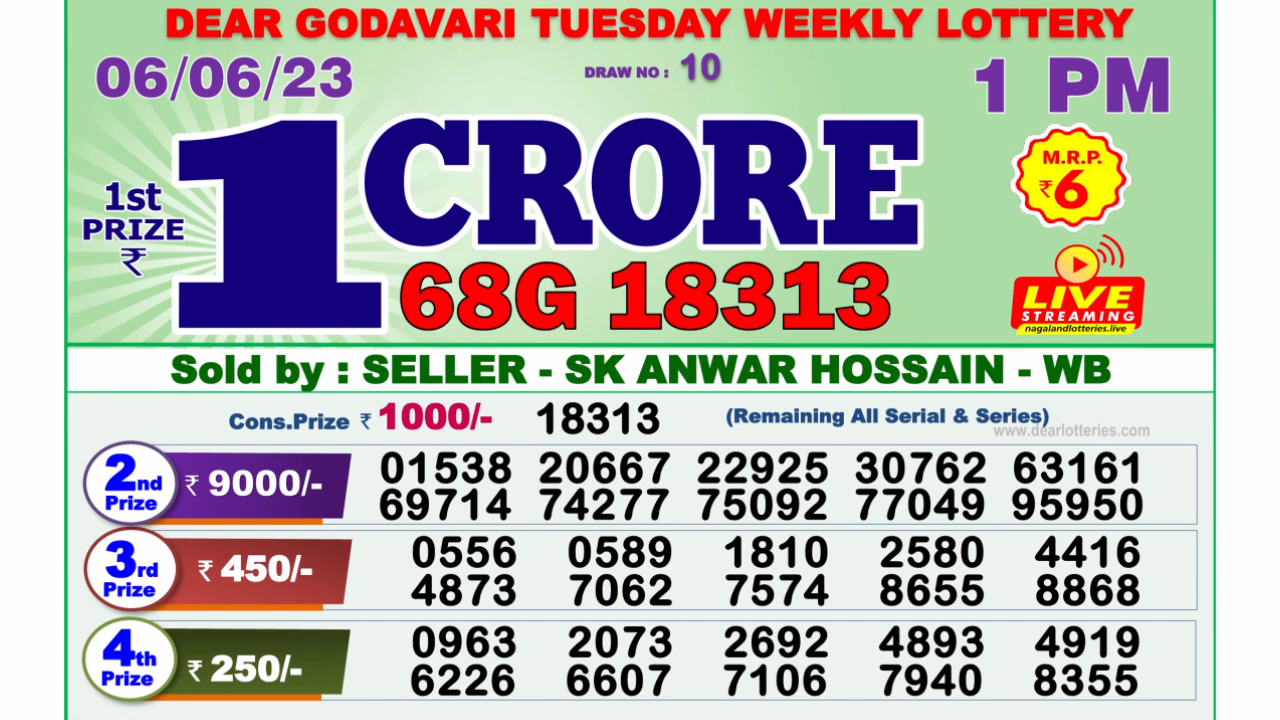 DEAR GODAVARI TUESDAY WEEKLY LOTTERY
06/06/23
DRAW NO : 10
1 PM
1st
PRIZE
₹
1 CRORE
68G 18313
M.R.P.
₹6
LIVE
STREAMING
nagalandlotteries.live
Sold by : SELLER - SK ANWAR HOSSAIN - WB
Cons.Prize ₹ 1000/- 18313 (Remaining All Serial & Series)
www.dearlotteries.com
2nd
Prize
₹ 9000/-
01538 20667 22925 30762 63161
69714 74277 75092 77049 95950
3rd
Prize
₹ 450/-
0556 0589 1810 2580 4416
4873 7062 7574 8655 8868
4th
Prize
₹ 250/-
0963 2073 2692 4893 4919
6226 6607 7106 7940 8355